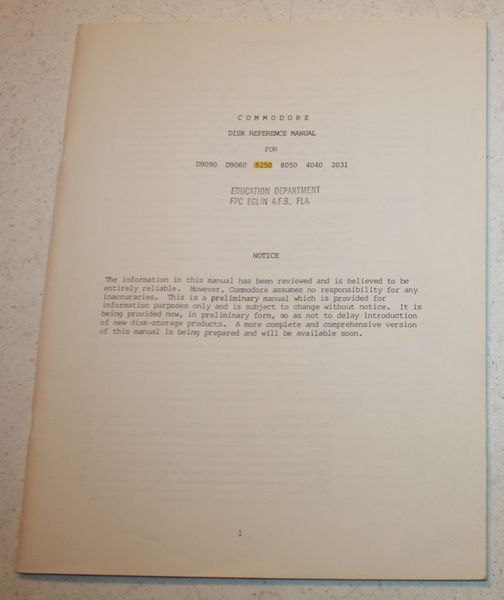 COMMODORE
DISK REFERENCE MANUAL
FOR
D9090 D9060 8250 8050 4040 2031
EDUCATION DEPARTMENT
FPC EGLIN A.F.B., FLA.
NOTICE
The information in this manual has been reviewed and is believed to be
entirely reliable. However, Commodore assumes no responsibility for any
inaccuracies. This is a preliminary manual which is provided for
information purposes only and is subject to change without notice. It is
being provided now, in preliminary form, so as not to delay introduction
of new disk-storage products. A more complete and comprehensive version
of this manual is being prepared and will be available soon.
1